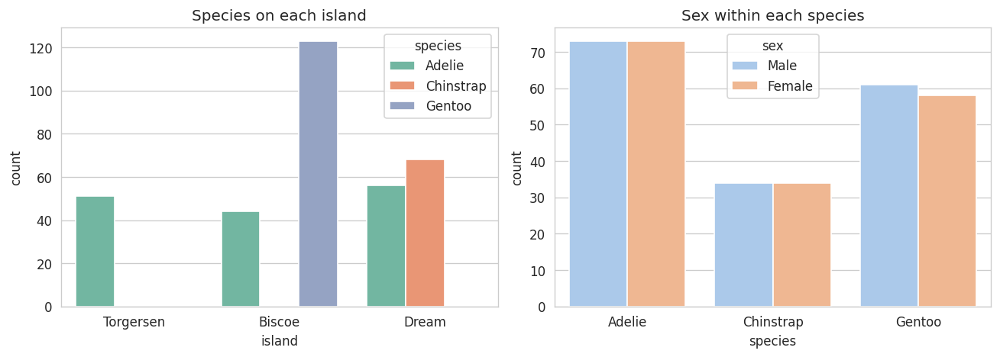 Species on each island
count
120
100
80
60
40
20
0
species
Adelie
Chinstrap
Gentoo
Torgersen Biscoe Dream
island
Sex within each species
count
70
60
50
40
30
20
10
0
sex
Male
Female
Adelie Chinstrap Gentoo
species